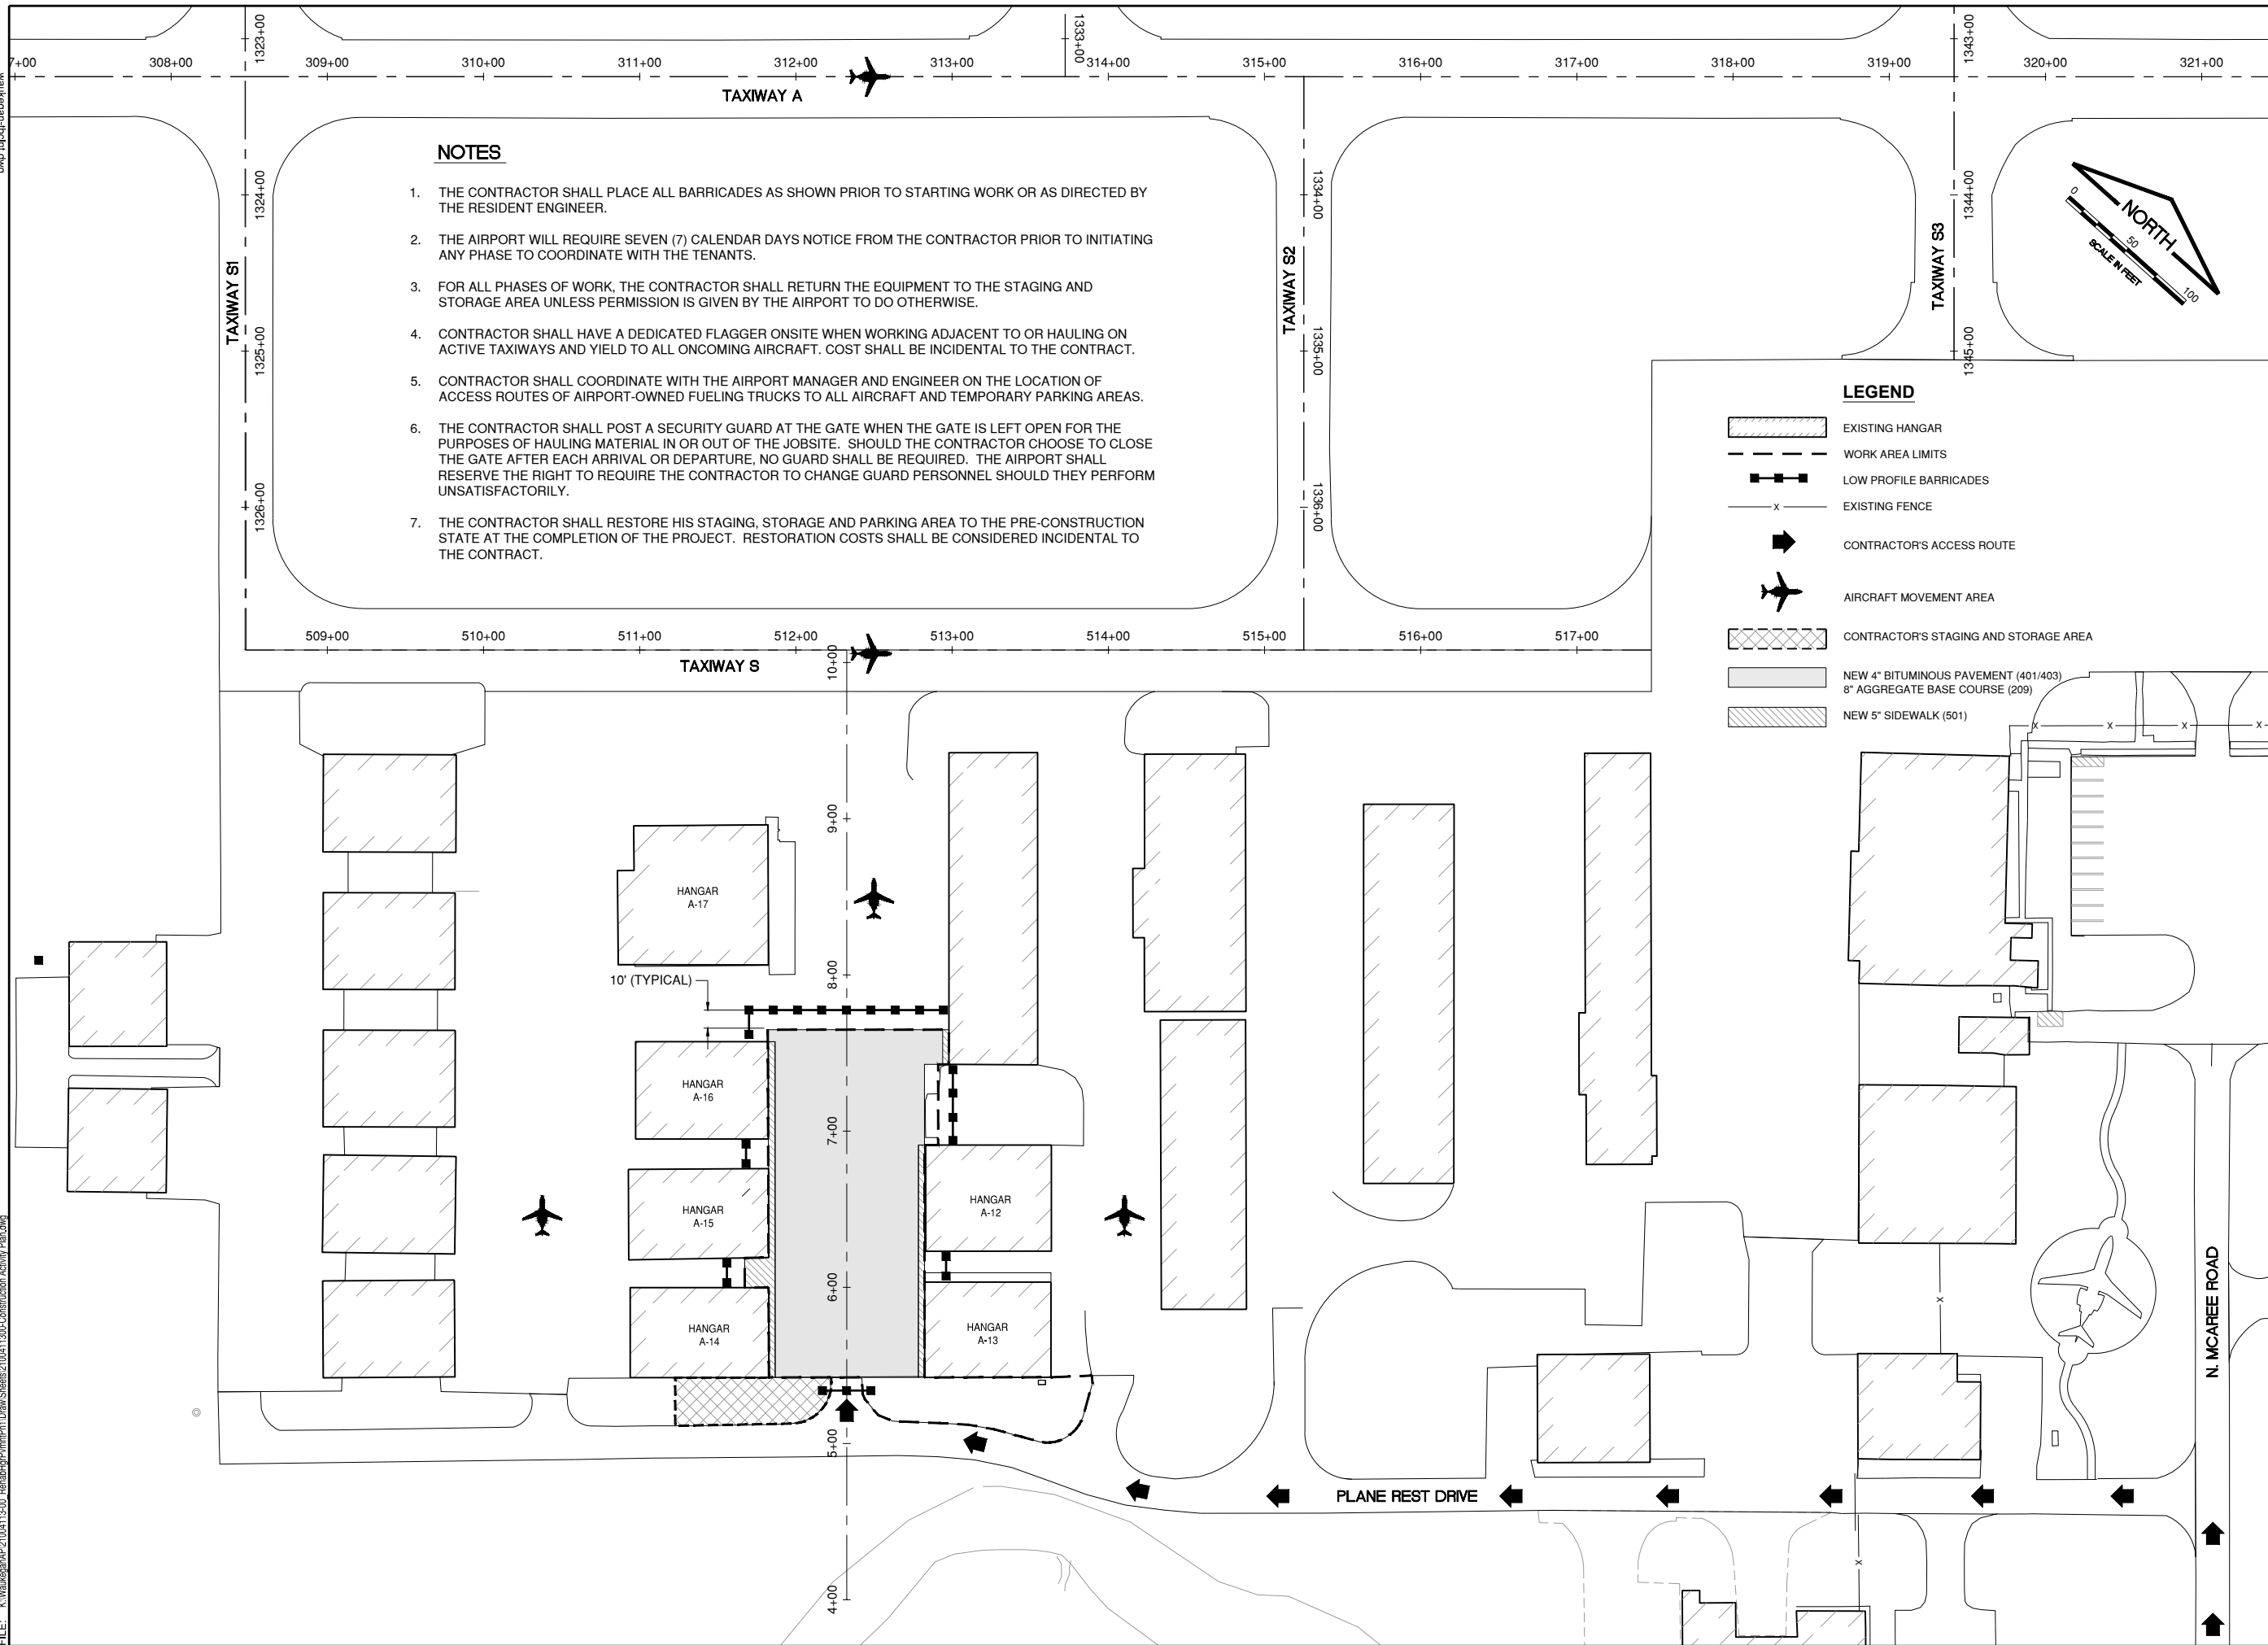 1323+00
1333+00
1343+00
7+00
308+00
309+00
310+00
311+00
312+00
313+00
314+00
315+00
316+00
317+00
318+00
319+00
320+00
321+00
TAXIWAY A
NOTES
1. THE CONTRACTOR SHALL PLACE ALL BARRICADES AS SHOWN PRIOR TO STARTING WORK OR AS DIRECTED BY
THE RESIDENT ENGINEER.
2. THE AIRPORT WILL REQUIRE SEVEN (7) CALENDAR DAYS NOTICE FROM THE CONTRACTOR PRIOR TO INITIATING
ANY PHASE TO COORDINATE WITH THE TENANTS.
3. FOR ALL PHASES OF WORK, THE CONTRACTOR SHALL RETURN THE EQUIPMENT TO THE STAGING AND
STORAGE AREA UNLESS PERMISSION IS GIVEN BY THE AIRPORT TO DO OTHERWISE.
4. CONTRACTOR SHALL HAVE A DEDICATED FLAGGER ONSITE WHEN WORKING ADJACENT TO OR HAULING ON
ACTIVE TAXIWAYS AND YIELD TO ALL ONCOMING AIRCRAFT. COST SHALL BE INCIDENTAL TO THE CONTRACT.
5. CONTRACTOR SHALL COORDINATE WITH THE AIRPORT MANAGER AND ENGINEER ON THE LOCATION OF
ACCESS ROUTES OF AIRPORT-OWNED FUELING TRUCKS TO ALL AIRCRAFT AND TEMPORARY PARKING AREAS.
6. THE CONTRACTOR SHALL POST A SECURITY GUARD AT THE GATE WHEN THE GATE IS LEFT OPEN FOR THE
PURPOSES OF HAULING MATERIAL IN OR OUT OF THE JOBSITE. SHOULD THE CONTRACTOR CHOOSE TO CLOSE
THE GATE AFTER EACH ARRIVAL OR DEPARTURE, NO GUARD SHALL BE REQUIRED. THE AIRPORT SHALL
RESERVE THE RIGHT TO REQUIRE THE CONTRACTOR TO CHANGE GUARD PERSONNEL SHOULD THEY PERFORM
UNSATISFACTORILY.
7. THE CONTRACTOR SHALL RESTORE HIS STAGING, STORAGE AND PARKING AREA TO THE PRE-CONSTRUCTION
STATE AT THE COMPLETION OF THE PROJECT. RESTORATION COSTS SHALL BE CONSIDERED INCIDENTAL TO
THE CONTRACT.
1324+00
TAXIWAY S1
1325+00
1326+00
1334+00
TAXIWAY S2
1335+00
1336+00
1344+00
TAXIWAY S3
1345+00
NORTH
0
50
100
SCALE IN FEET
LEGEND
EXISTING HANGAR
WORK AREA LIMITS
LOW PROFILE BARRICADES
x EXISTING FENCE
CONTRACTOR'S ACCESS ROUTE
AIRCRAFT MOVEMENT AREA
CONTRACTOR'S STAGING AND STORAGE AREA
NEW 4" BITUMINOUS PAVEMENT (401/403)
8" AGGREGATE BASE COURSE (209)
NEW 5" SIDEWALK (501)
509+00
510+00
511+00
512+00
513+00
514+00
515+00
516+00
517+00
TAXIWAY S
10+00
x
x
x
x
9+00
HANGAR
A-17
8+00
10' (TYPICAL)
HANGAR
A-16
7+00
HANGAR
A-15
HANGAR
A-12
6+00
HANGAR
A-14
HANGAR
A-13
x
N. MCAREE ROAD
5+00
PLANE REST DRIVE
x
4+00